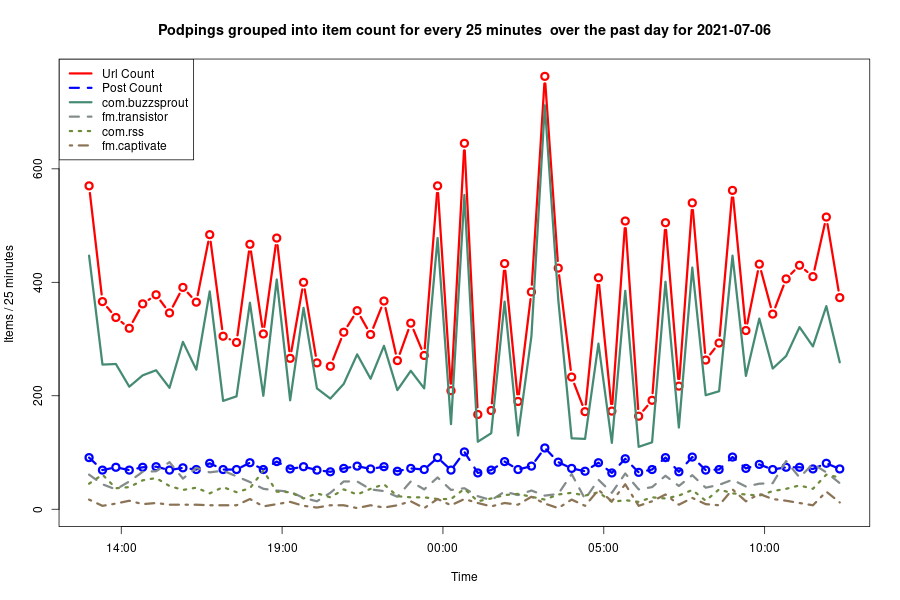 Podpings grouped into item count for every 25 minutes  over the past day for 2021-07-06
Url Count
Post Count
com.buzzsprout
fm.transistor
com.rss
fm.captivate
Items / 25 minutes
600
400
200
0
14:00 19:00 00:00 05:00 10:00
Time